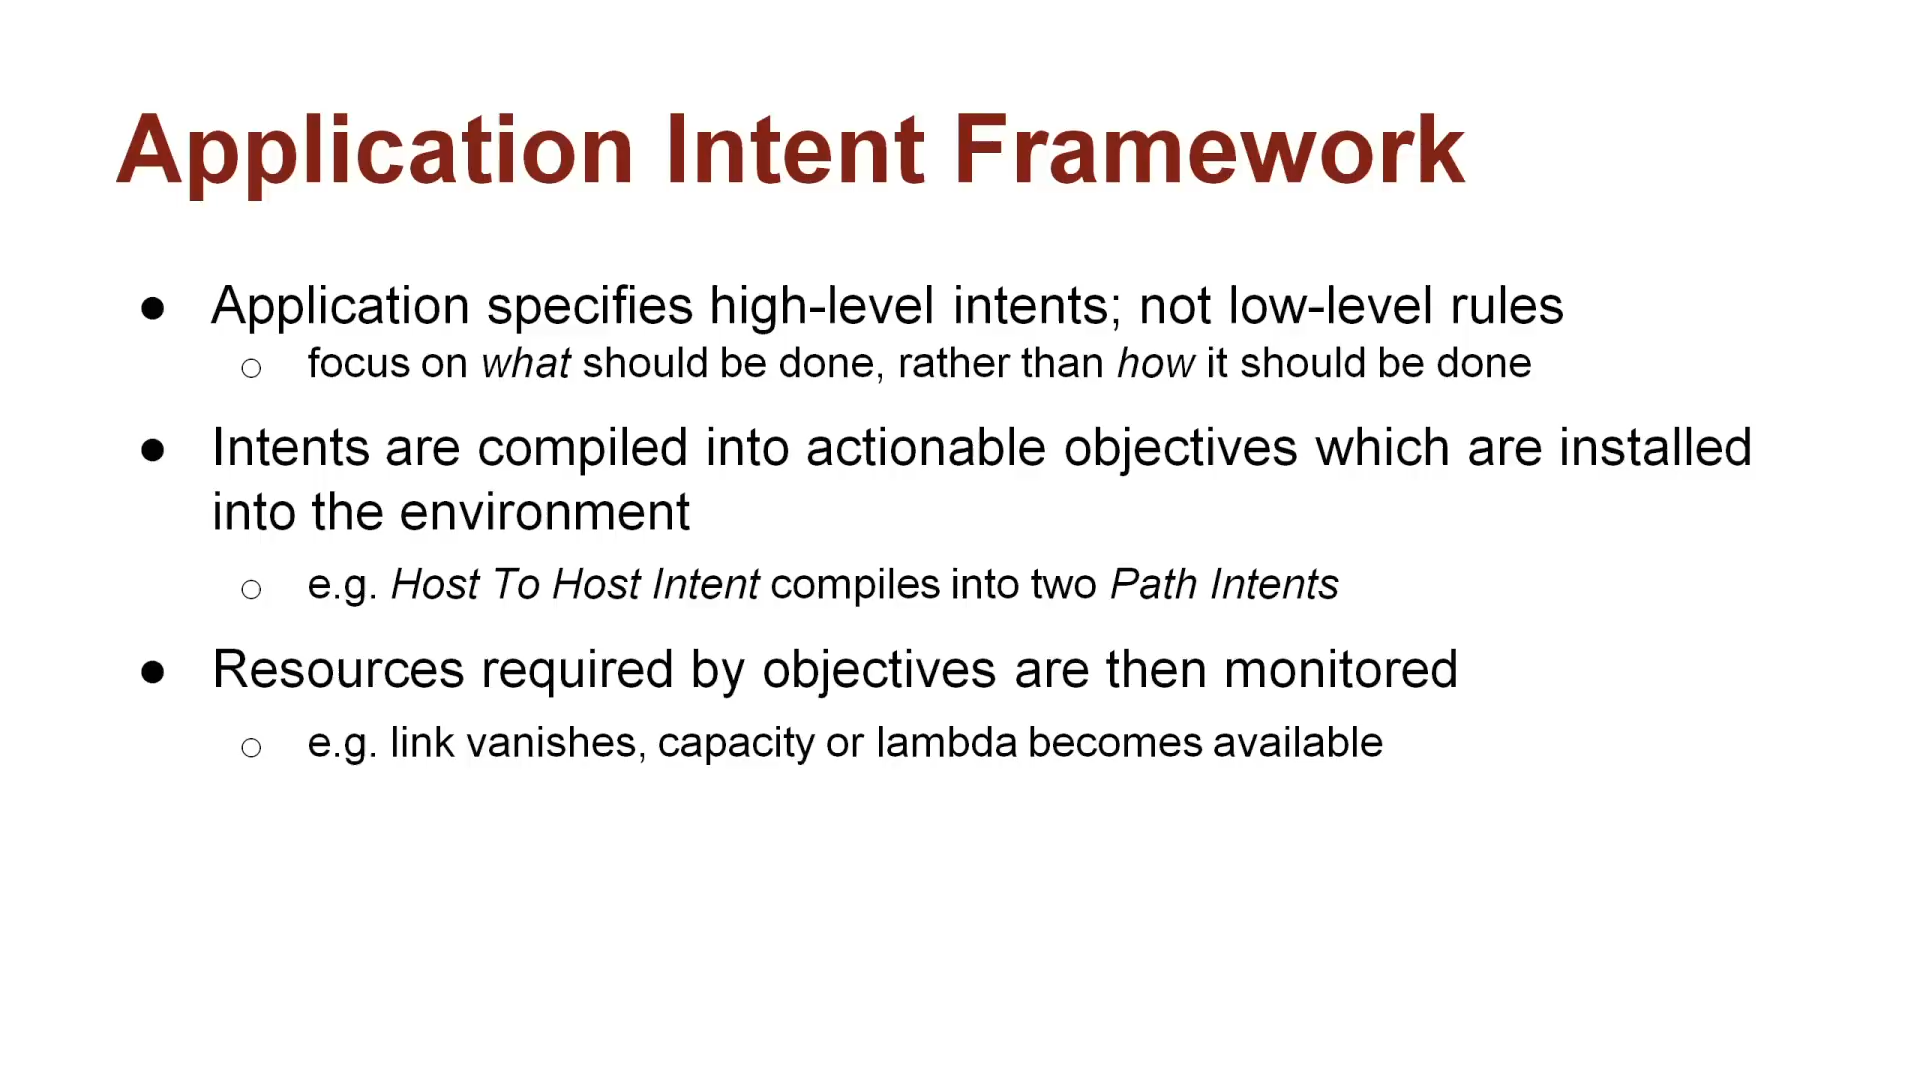 Application Intent Framework
● Application specifies high-level intents; not low-level rules
○ focus on what should be done, rather than how it should be done
● Intents are compiled into actionable objectives which are installed
into the environment
○ e.g. Host To Host Intent compiles into two Path Intents
● Resources required by objectives are then monitored
○ e.g. link vanishes, capacity or lambda becomes available